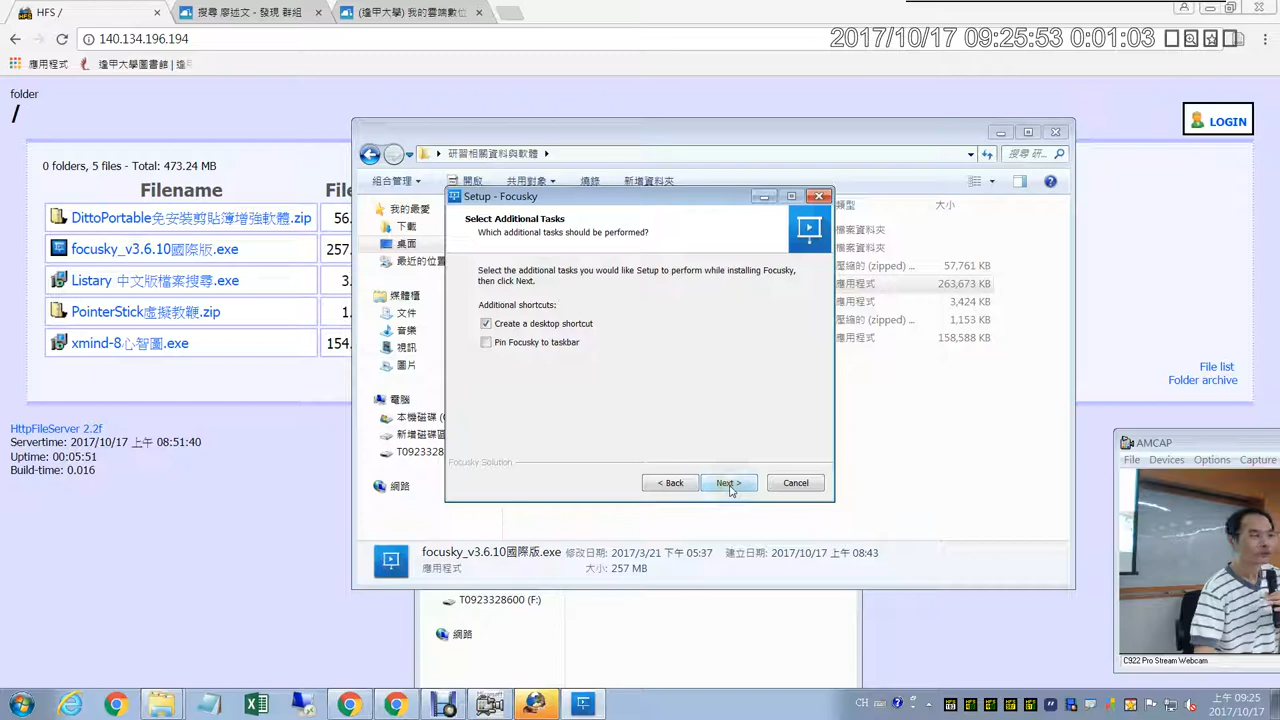 HFS /
搜尋 廖述文 - 發現 群組
(逢甲大學) 我的雲端數位
140.134.196.194
2017/10/17 09:25:53 0:01:03
應用程式
逢甲大學圖書館 | 逢
folder
/
LOGIN
0 folders, 5 files - Total: 473.24 MB
Filename
File
DittoPortable免安裝剪貼簿增強軟體.zip
56.
focusky_v3.6.10國際版.exe
257
Listary 中文版檔案搜尋.exe
3.
PointerStick虛擬教鞭.zip
1.
xmind-8心智圖.exe
154.
File list
Folder archive
HttpFileServer 2.2f
Servertime: 2017/10/17 上午 08:51:40
Uptime: 00:05:51
Build-time: 0.016
研習相關資料與軟體
搜尋 研...
組合管理
開啟
共用對象
燒錄
新增資料夾
我的最愛
下載
桌面
最近的位置
媒體櫃
文件
音樂
視訊
圖片
電腦
本機磁碟 (
新增磁碟區
T0923328
網路
類型
大小
檔案資料夾
檔案資料夾
壓縮的 (zipped) ...
57,761 KB
應用程式
263,673 KB
應用程式
3,424 KB
壓縮的 (zipped) ...
1,153 KB
應用程式
158,588 KB
Setup - Focusky
Select Additional Tasks
Which additional tasks should be performed?
Select the additional tasks you would like Setup to perform while installing Focusky,
then click Next.
Additional shortcuts:
Create a desktop shortcut
Pin Focusky to taskbar
Focusky Solution
< Back
Next >
Cancel
focusky_v3.6.10國際版.exe 修改日期: 2017/3/21 下午 05:37 建立日期: 2017/10/17 上午 08:43
應用程式 大小: 257 MB
T0923328600 (F:)
網路
AMCAP
File Devices Options Capture
C922 Pro Stream Webcam
CH
上午 09:25
2017/10/17